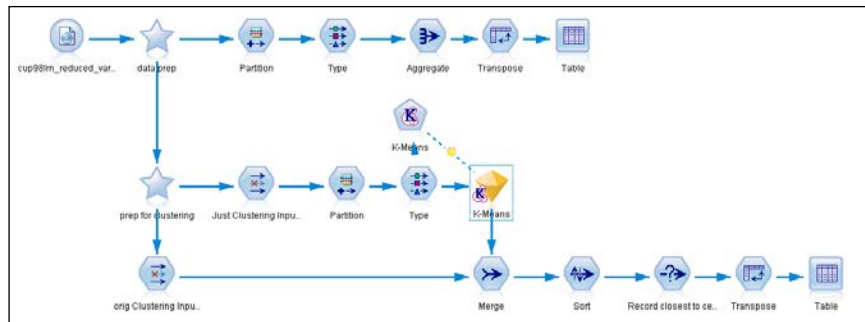 cup98lrn_reduced_var..
data prep
Partition
Type
Aggregate
Transpose
Table
K
K-Means
prep for clustering
Just Clustering Inpu..
Partition
Type
K
K-Means
orig Clustering Inpu..
Merge
Sort
Record closest to ce..
Transpose
Table